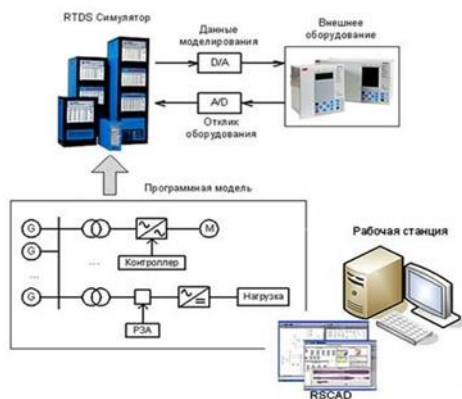 RTDS Симулятор
Данные
моделирования
D/A
A/D
Отклик
оборудования
Внешнее
оборудование
Программная модель
G
G
...
G
...
M
Контроллер
Нагрузка
РЗА
Рабочая станция
RSCAD